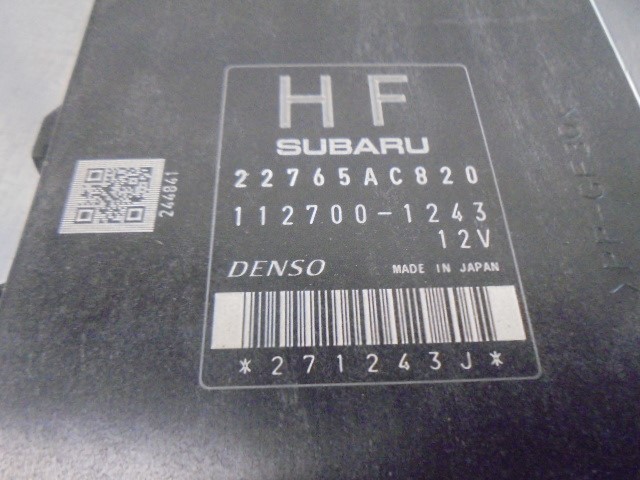 HF
SUBARU
22765AC820
112700-1243
12V
DENSO MADE IN JAPAN
*271243J*
244841